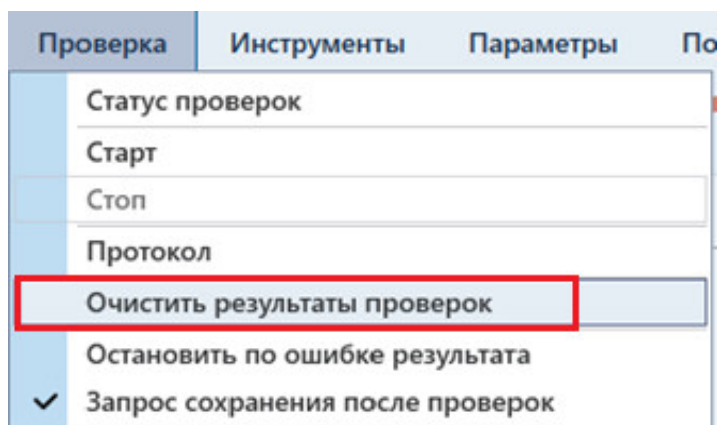 Проверка Инструменты Параметры По
Статус проверок
Старт
Стоп
Протокол
Очистить результаты проверок
Остановить по ошибке результата
Запрос сохранения после проверок